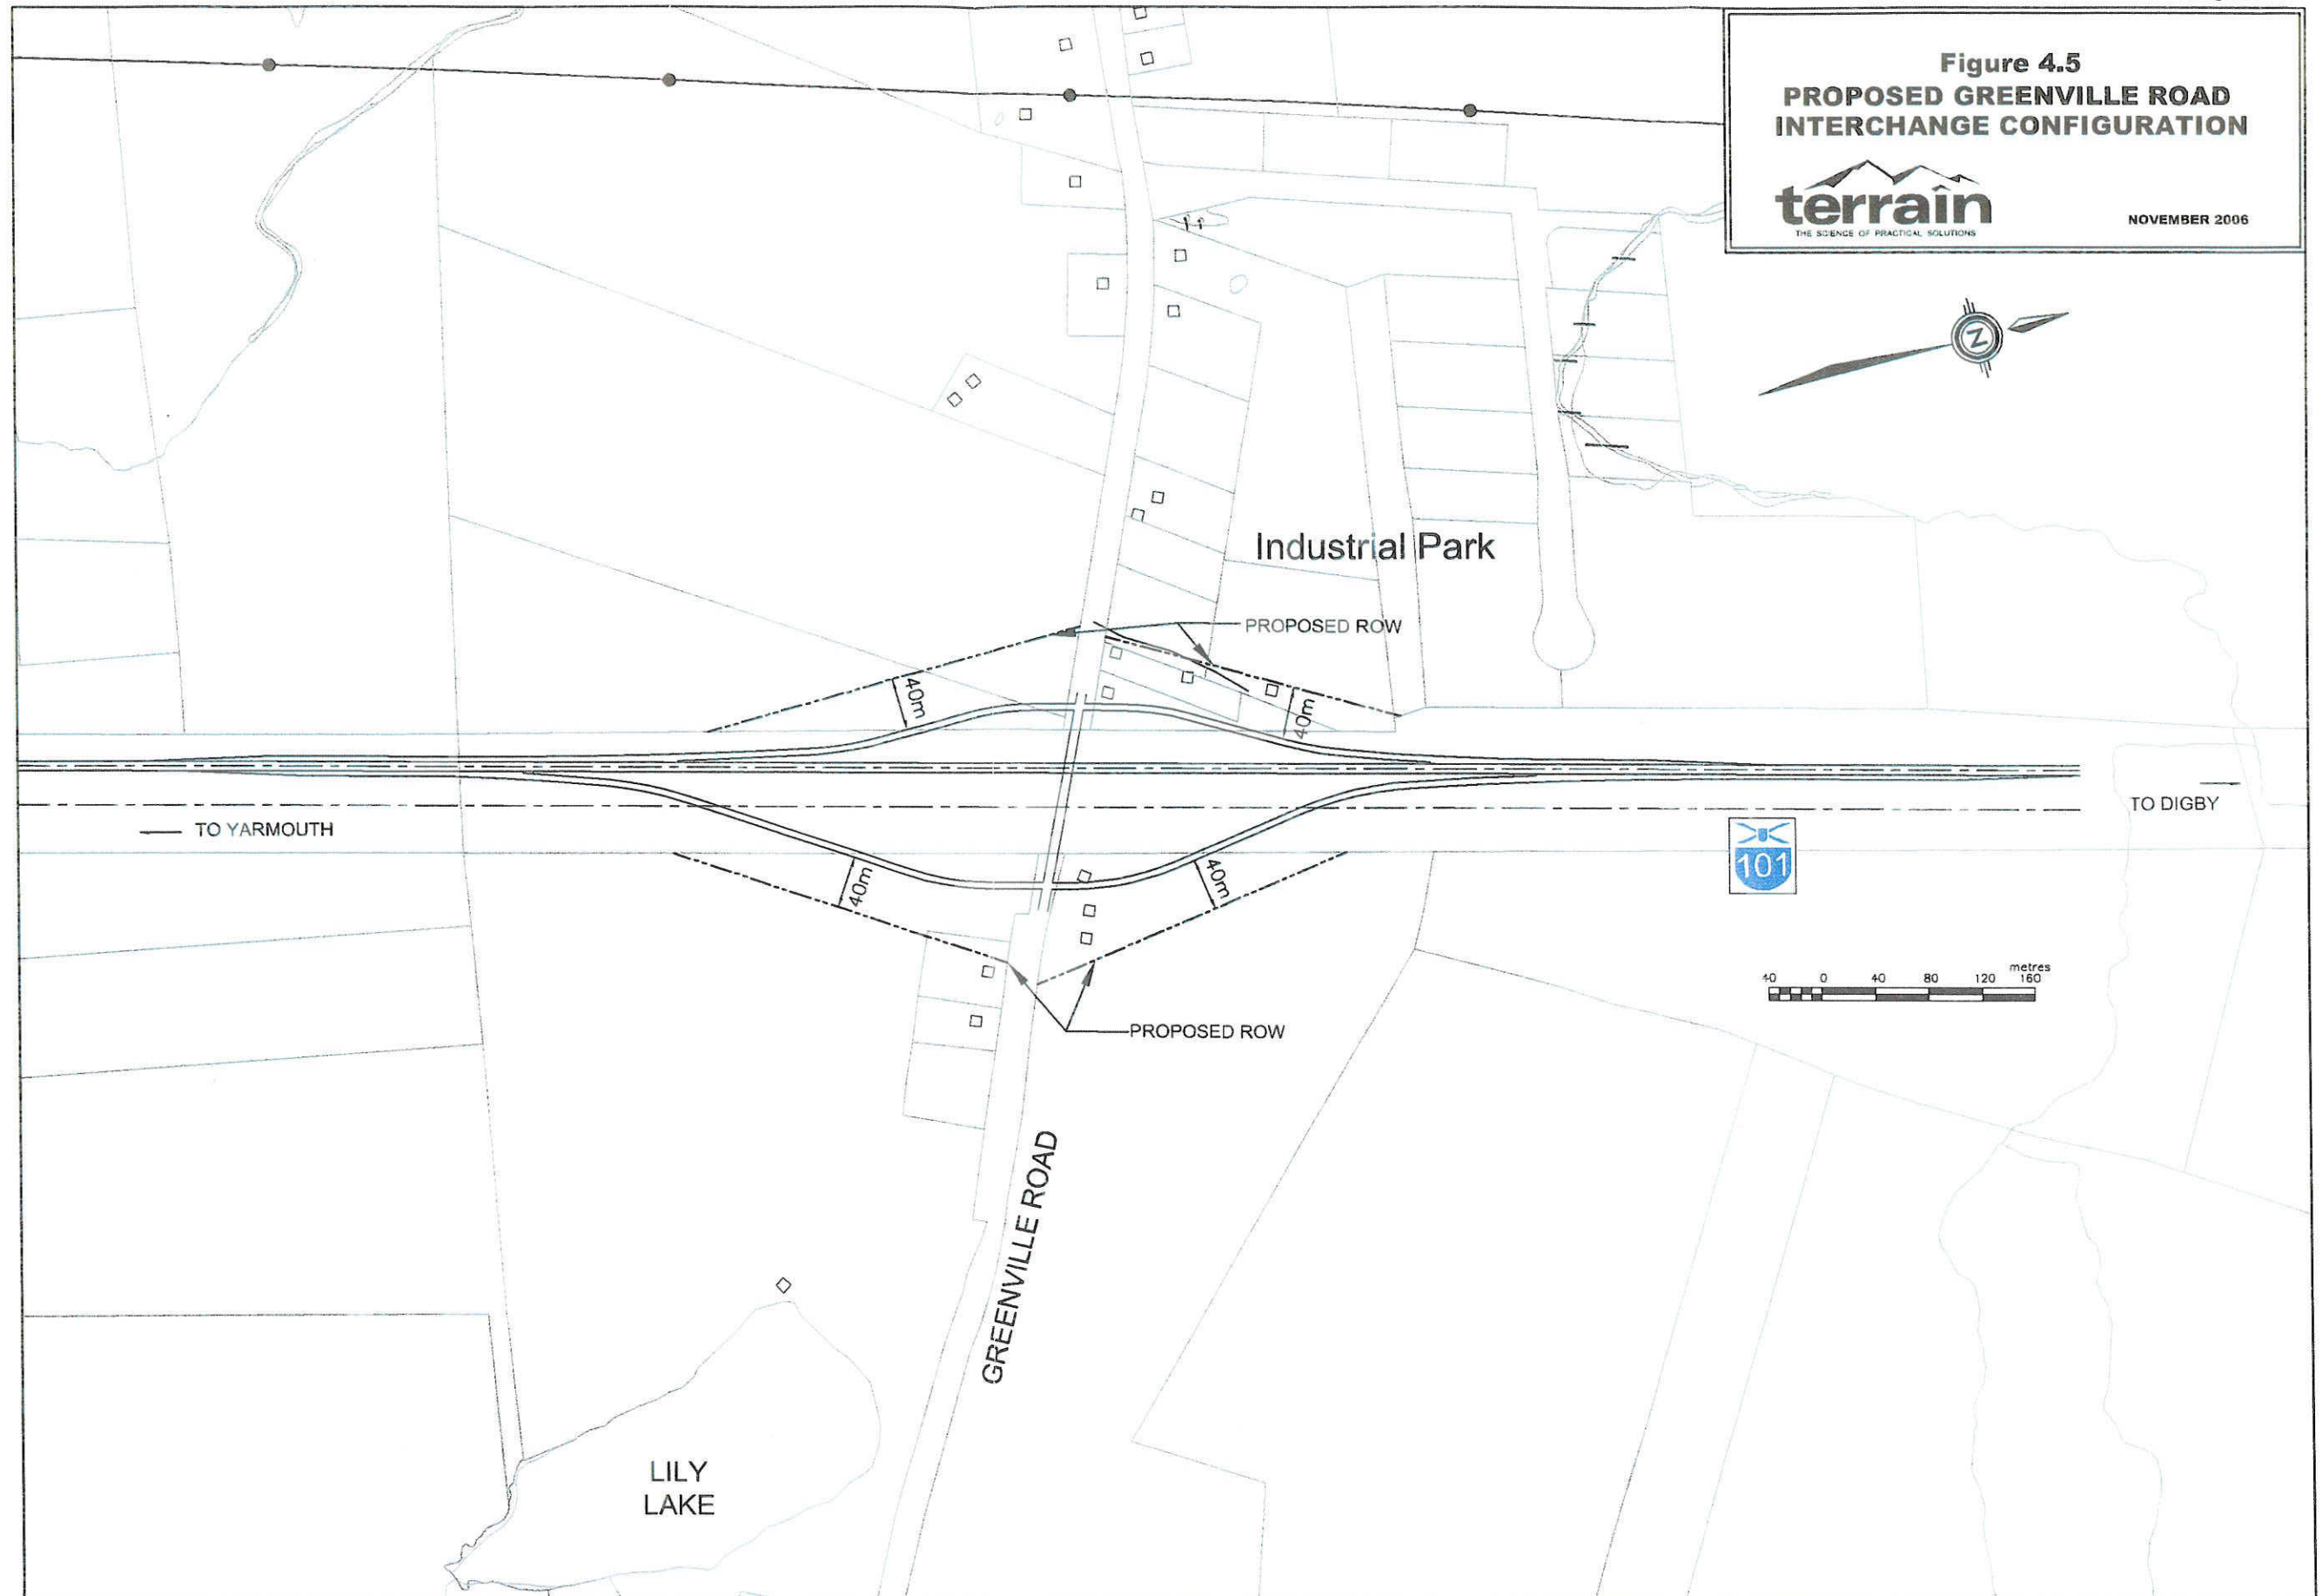 Figure 4.5
PROPOSED GREENVILLE ROAD
INTERCHANGE CONFIGURATION
terrain
THE SCIENCE OF PRACTICAL SOLUTIONS
NOVEMBER 2006
N
Industrial Park
PROPOSED ROW
40m
40m
TO YARMOUTH
TO DIGBY
101
40m
40m
metres
40 0 40 80 120 160
PROPOSED ROW
GREENVILLE ROAD
LILY
LAKE